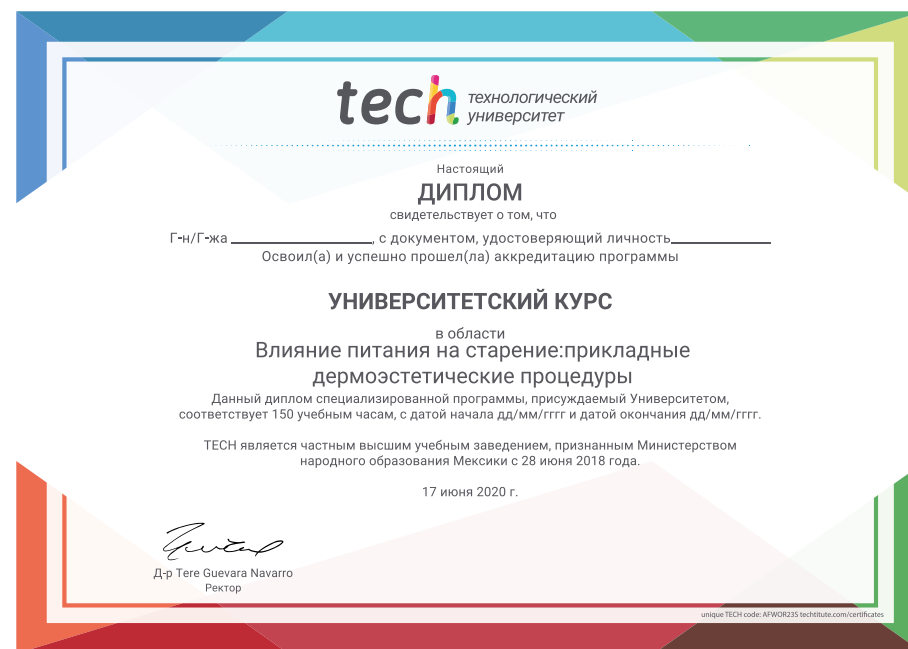 tech технологический
университет
Настоящий
ДИПЛОМ
свидетельствует о том, что
Г-н/Г-жа , с документом, удостоверяющий личность
Освоил(а) и успешно прошел(ла) аккредитацию программы
УНИВЕРСИТЕТСКИЙ КУРС
в области
Влияние питания на старение:прикладные
дермоэстетические процедуры
Данный диплом специализированной программы, присуждаемый Университетом,
соответствует 150 учебным часам, с датой начала дд/мм/гггг и датой окончания дд/мм/гггг.
TECH является частным высшим учебным заведением, признанным Министерством
народного образования Мексики с 28 июня 2018 года.
17 июня 2020 г.
Д-р Tere Guevara Navarro
Ректор
unique TECH code: AFWOR23S techtitute.com/certificates